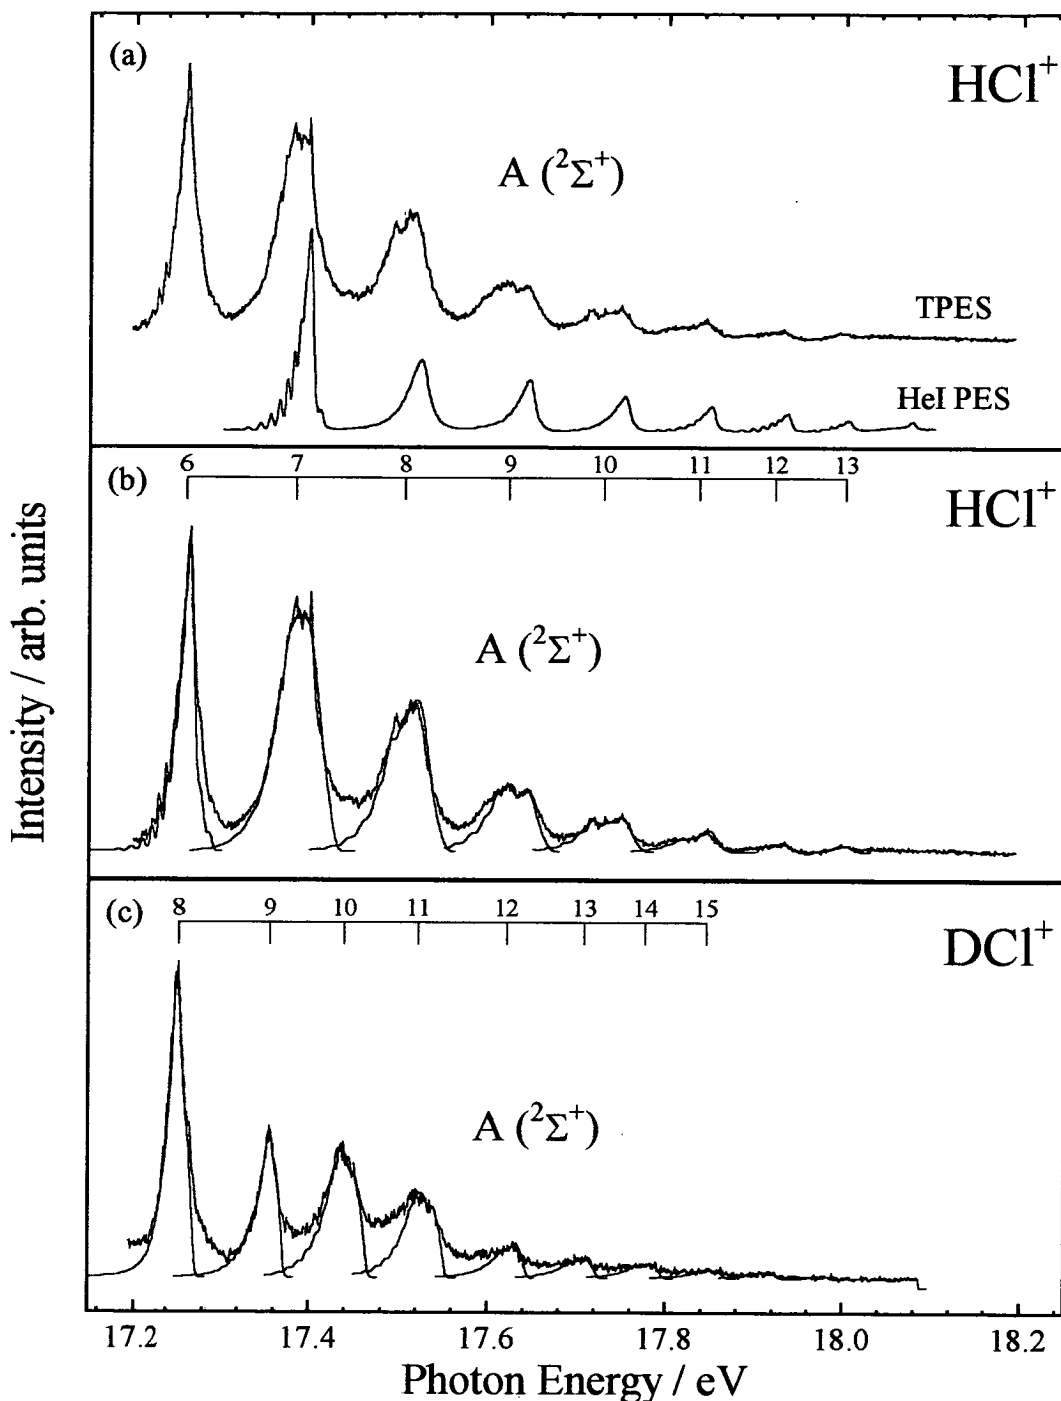 (a)
HCl⁺
A (²Σ⁺)
TPES
HeI PES
(b)
6 7 8 9 10 11 12 13
HCl⁺
A (²Σ⁺)
(c)
8 9 10 11 12 13 14 15
DCl⁺
A (²Σ⁺)
17.2 17.4 17.6 17.8 18.0 18.2
Photon Energy / eV
Intensity / arb. units